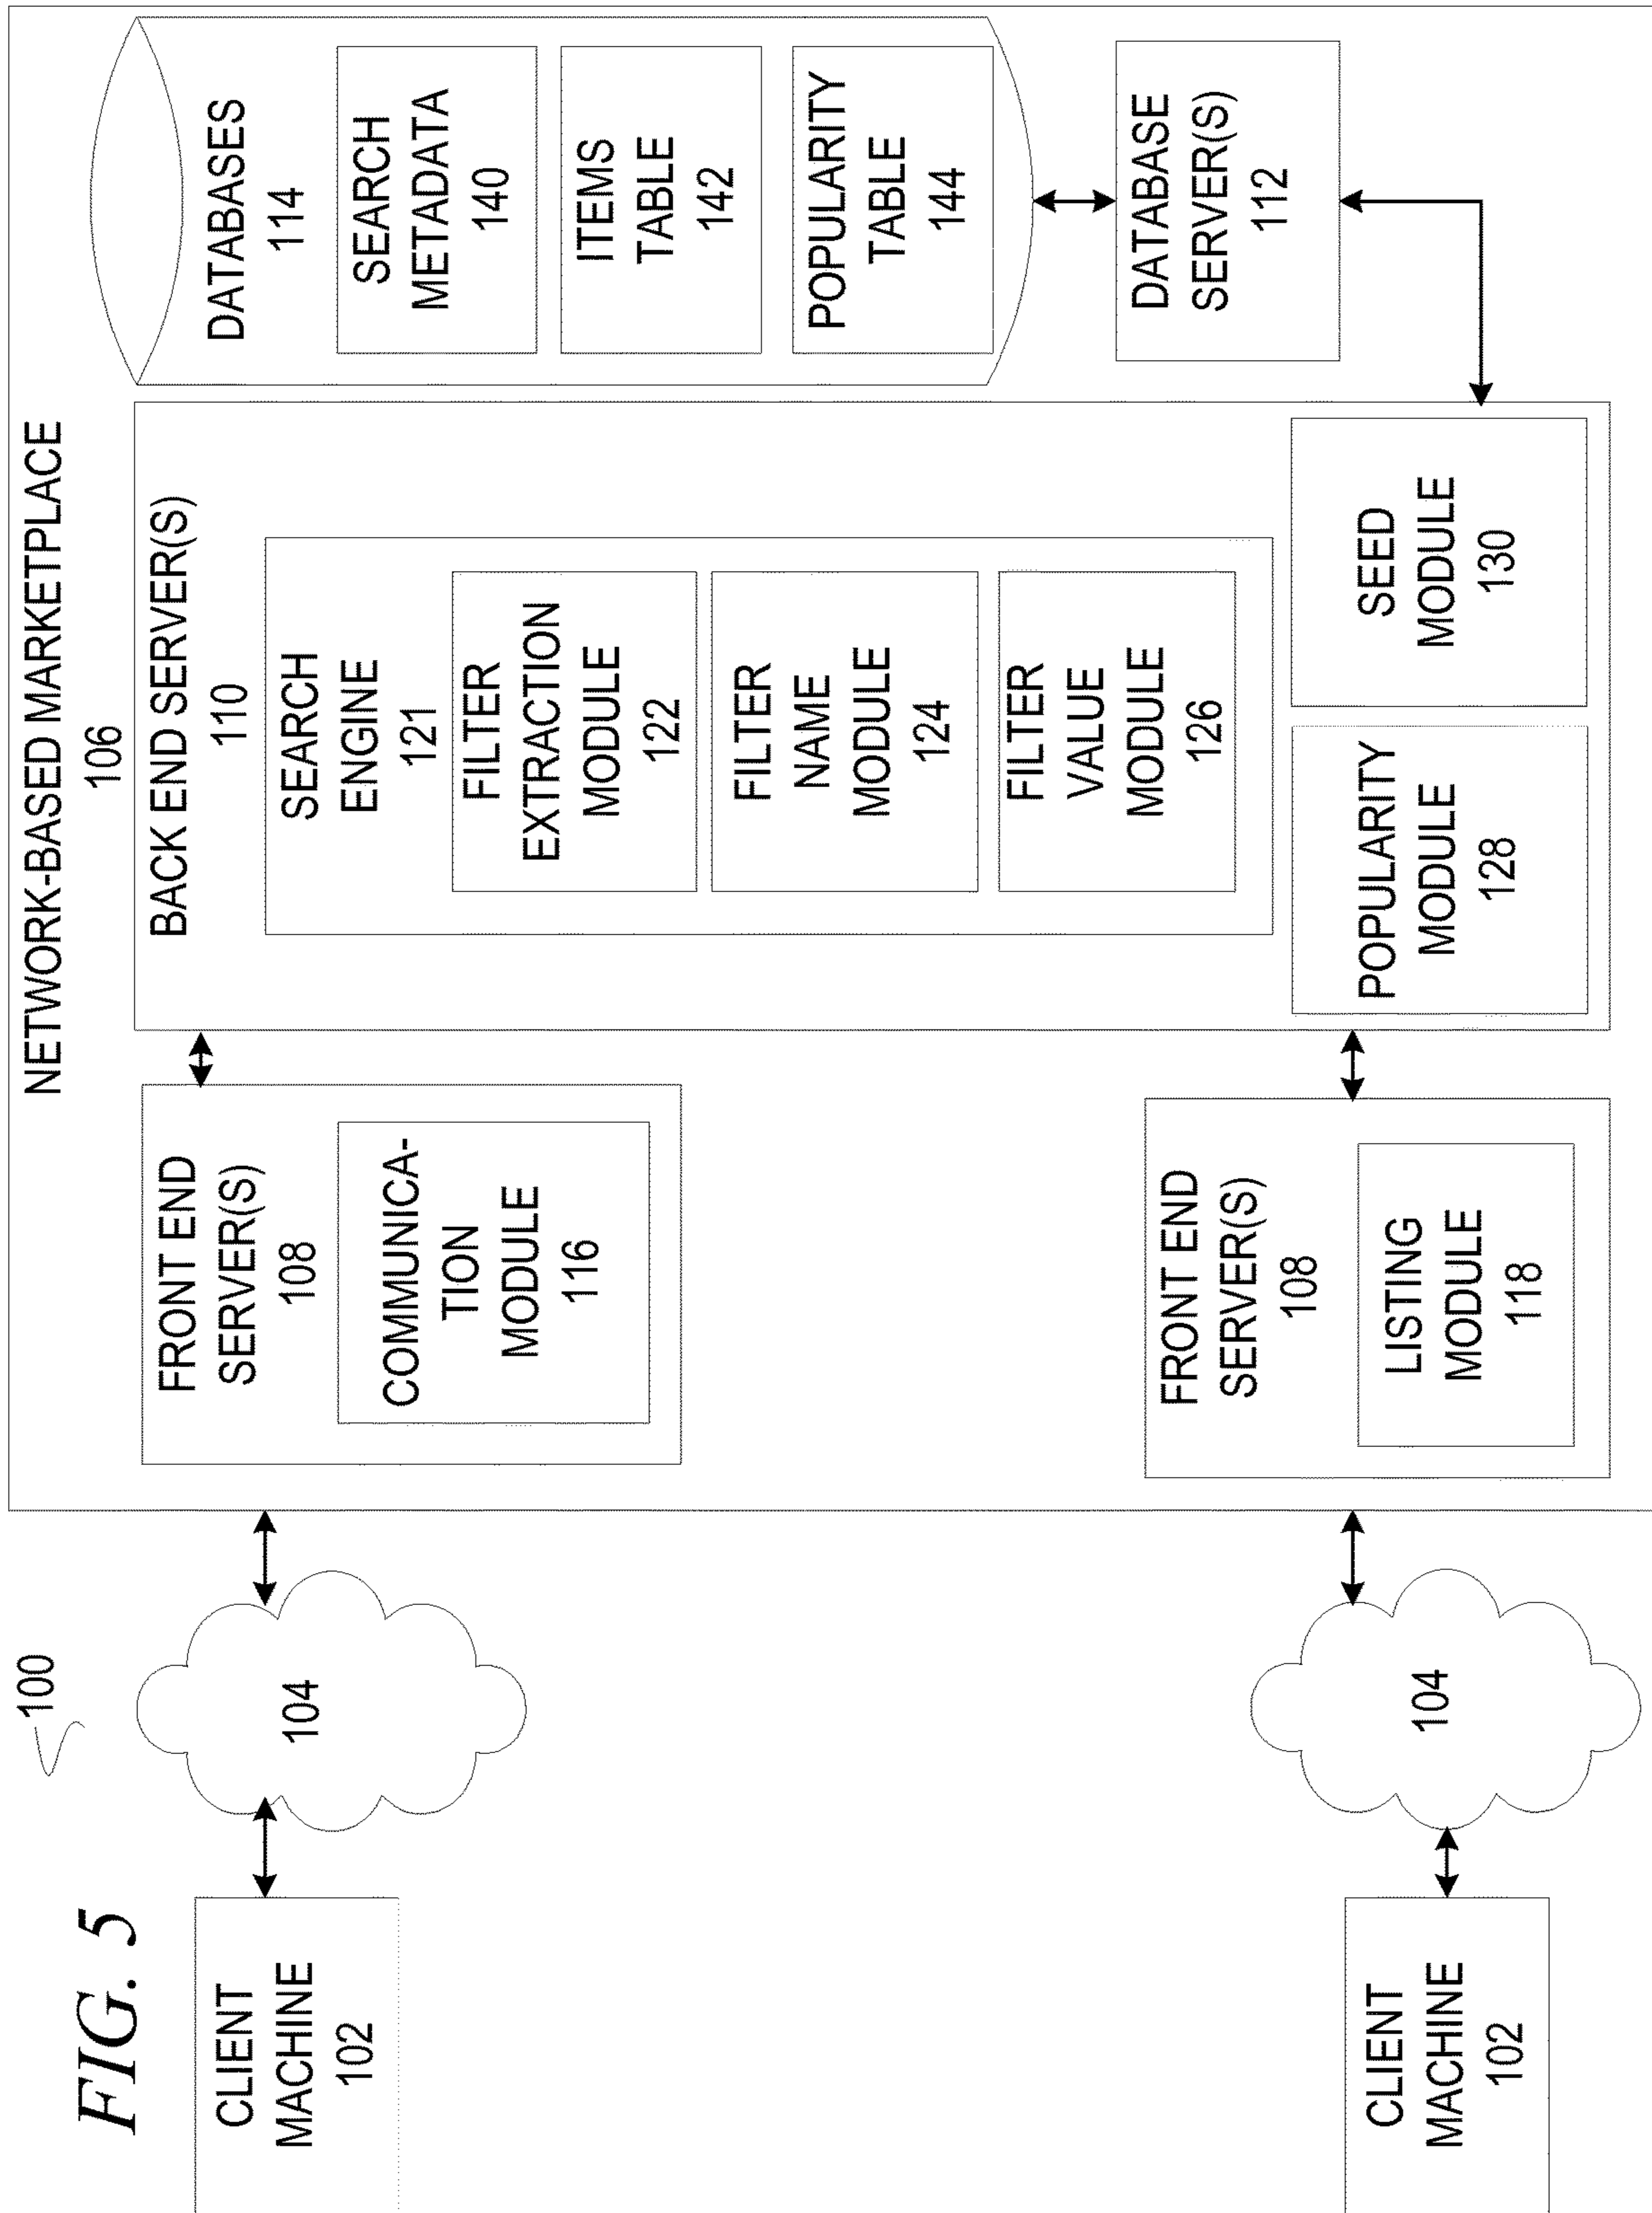 FIG. 5
100
CLIENT
MACHINE
102
104
CLIENT
MACHINE
102
104
NETWORK-BASED MARKETPLACE
106
FRONT END
SERVER(S)
108
COMMUNICA-
TION
MODULE
116
FRONT END
SERVER(S)
108
LISTING
MODULE
118
BACK END SERVER(S)
110
SEARCH
ENGINE
121
FILTER
EXTRACTION
MODULE
122
FILTER
NAME
MODULE
124
FILTER
VALUE
MODULE
126
POPULARITY
MODULE
128
SEED
MODULE
130
DATABASES
114
SEARCH
METADATA
140
ITEMS
TABLE
142
POPULARITY
TABLE
144
DATABASE
SERVER(S)
112